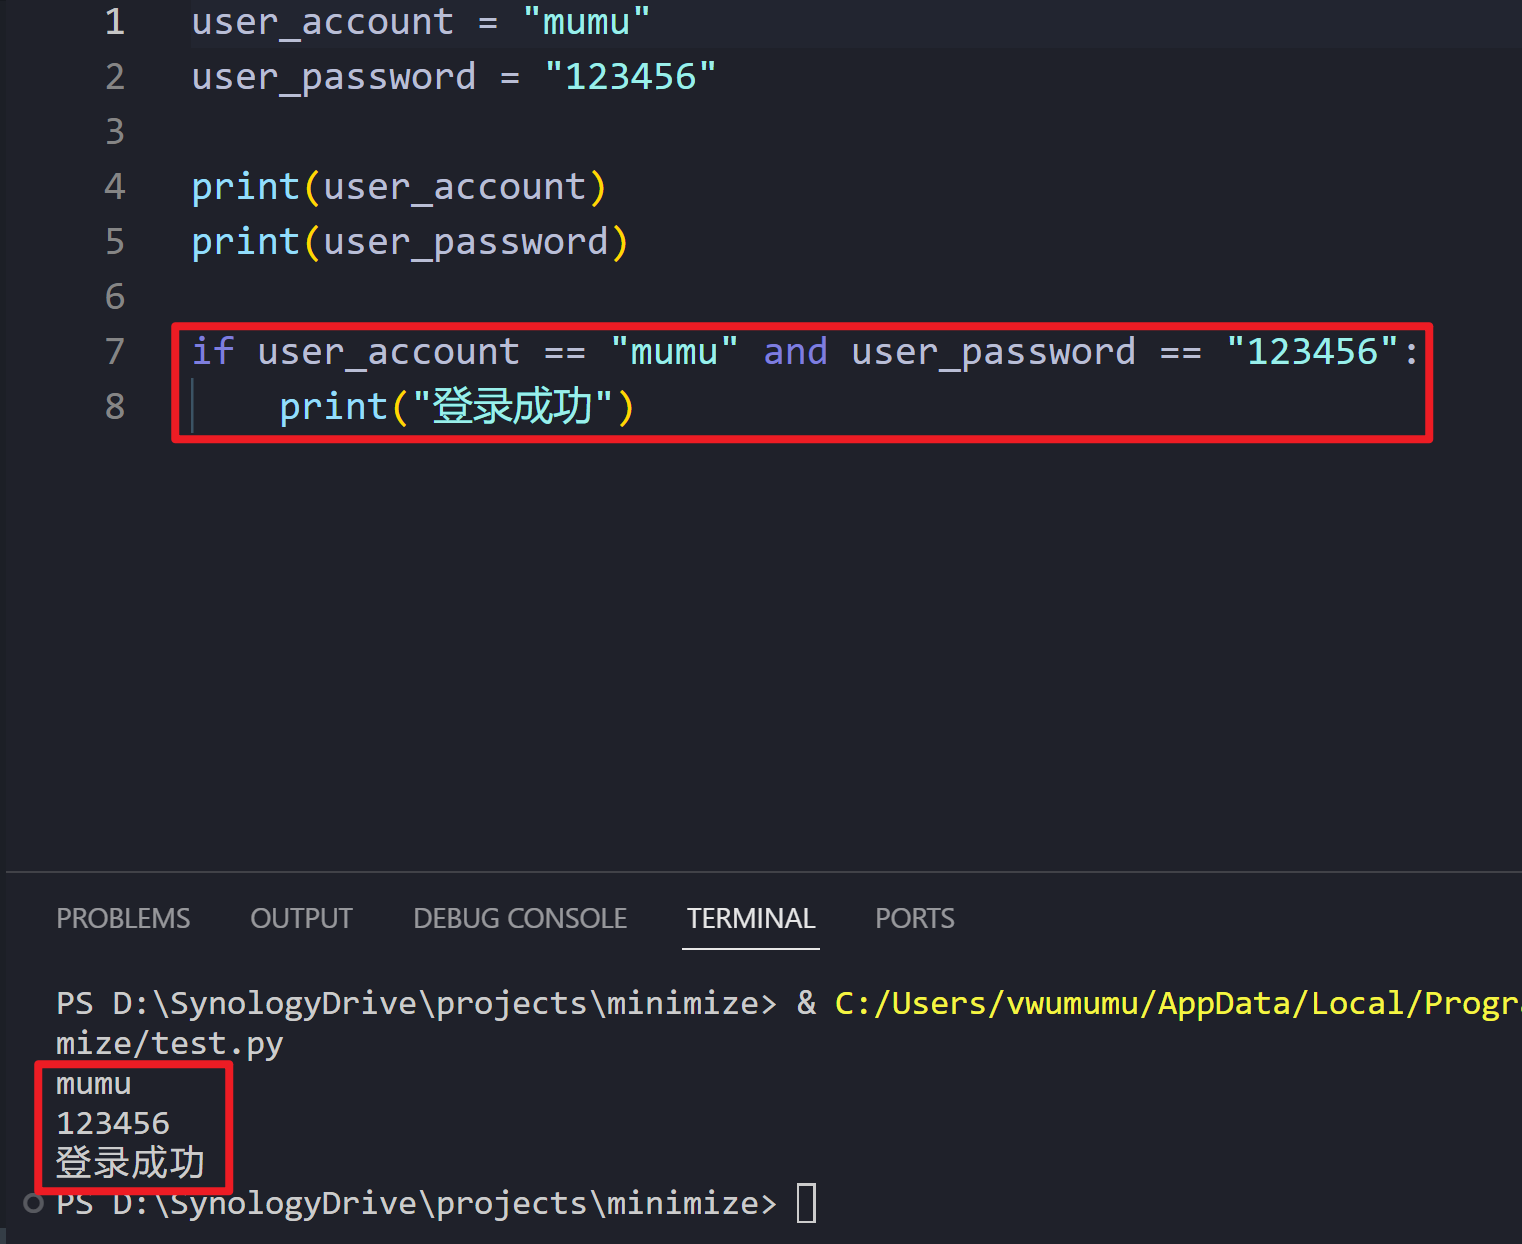 1 user_account = "mumu"
2 user_password = "123456"
3
4 print(user_account)
5 print(user_password)
6
7 if user_account == "mumu" and user_password == "123456":
8 print("登录成功")
PROBLEMS OUTPUT DEBUG CONSOLE TERMINAL PORTS
PS D:\SynologyDrive\projects\minimize> & C:/Users/vwumumu/AppData/Local/Progr
mize/test.py
mumu
123456
登录成功
PS D:\SynologyDrive\projects\minimize>